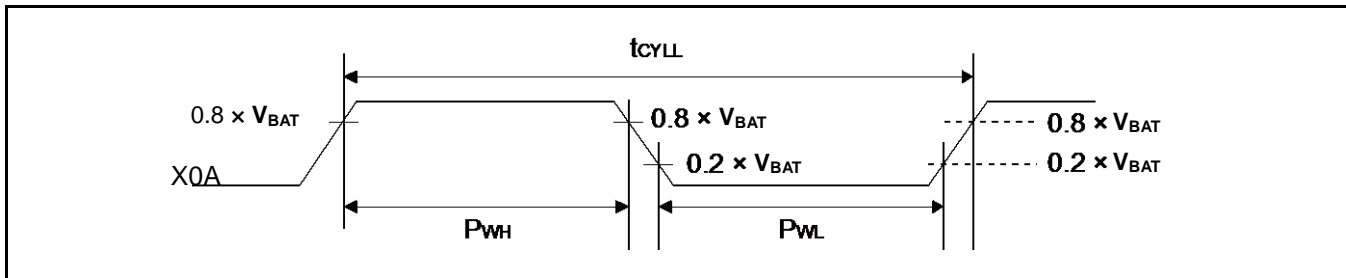 tCYLL
0.8 × VBAT
0.8 × VBAT
0.8 × VBAT
0.2 × VBAT
0.2 × VBAT
X0A
PWH
PWL